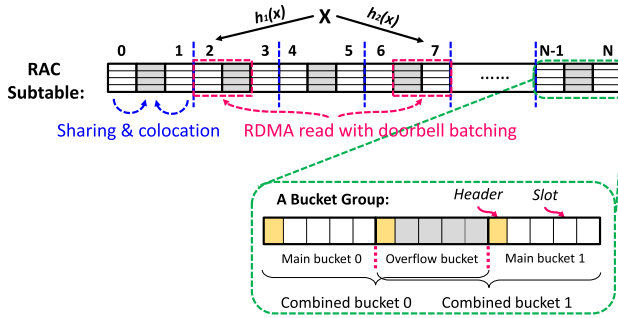 h₁(x) X h₂(x)
0 1 2 3 4 5 6 7 N-1 N
RAC
Subtable:
......
Sharing & colocation RDMA read with doorbell batching
A Bucket Group: Header Slot
Main bucket 0 Overflow bucket Main bucket 1
Combined bucket 0 Combined bucket 1